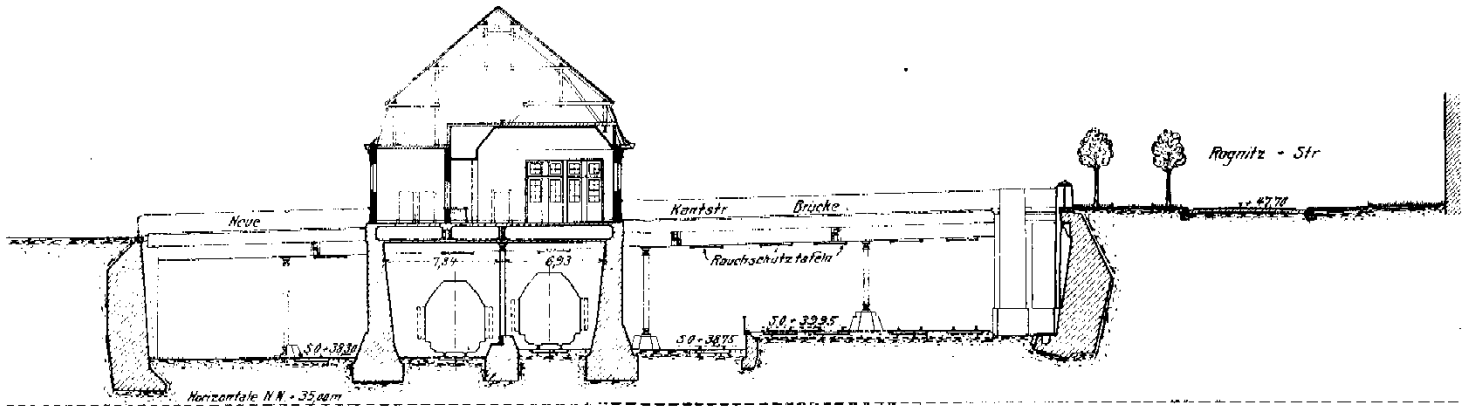 Rognitz - Str
47.70
Neue Kantstr Brücke
7,34 6,93
Rauchschutztafeln
S.O + 39.95
S.O + 38.30
S.O + 38.75
Horizontale N.N. + 35,00m